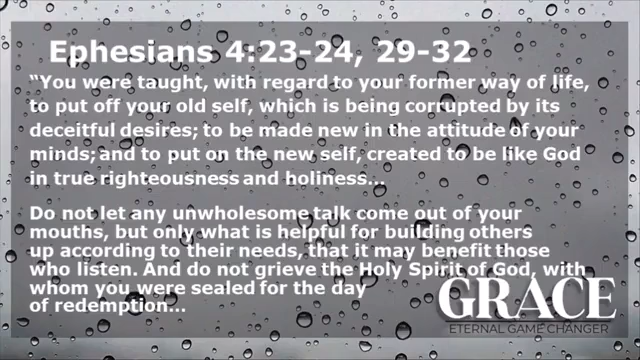 Ephesians 4:23-24, 29-32
“You were taught, with regard to your former way of life,
to put off your old self, which is being corrupted by its
deceitful desires; to be made new in the attitude of your
minds; and to put on the new self, created to be like God
in true righteousness and holiness...
Do not let any unwholesome talk come out of your
mouths, but only what is helpful for building others
up according to their needs, that it may benefit those
who listen. And do not grieve the Holy Spirit of God, with
whom you were sealed for the day
of redemption...
GRACE
ETERNAL GAME CHANGER